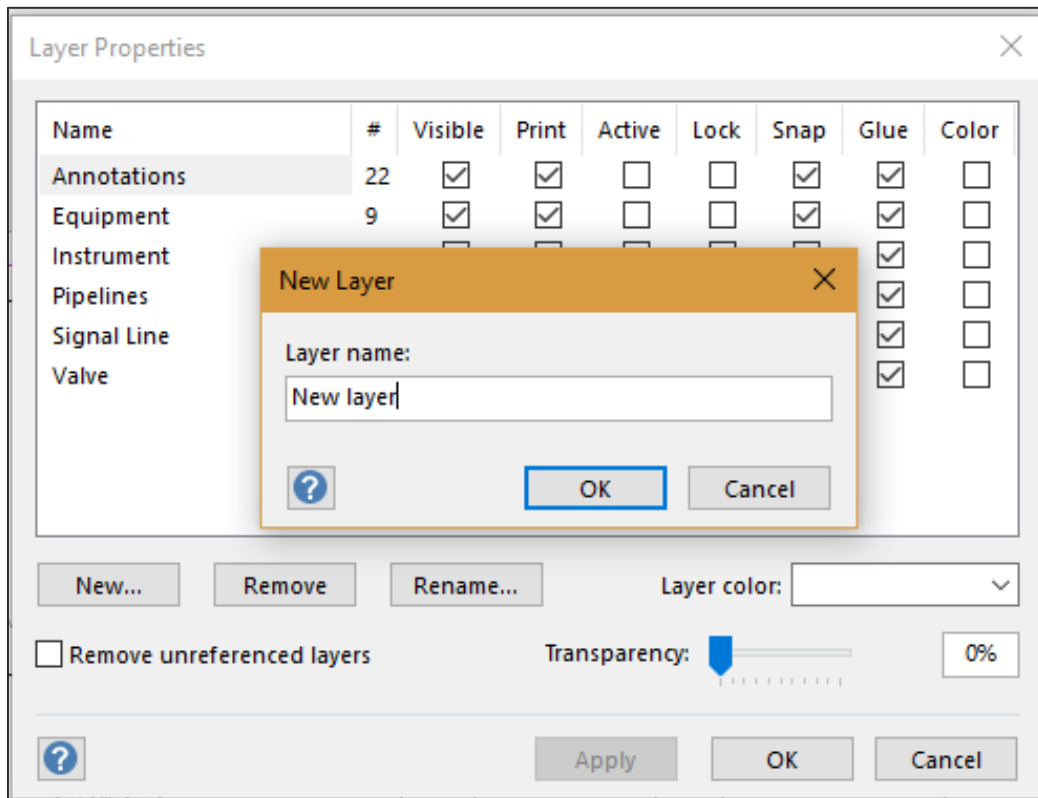 Layer Properties
Name # Visible Print Active Lock Snap Glue Color
Annotations 22
Equipment 9
Instrument
Pipelines
Signal Line
Valve
New Layer
Layer name:
New layer
? OK Cancel
New... Remove Rename... Layer color:
Remove unreferenced layers Transparency: 0%
? Apply OK Cancel